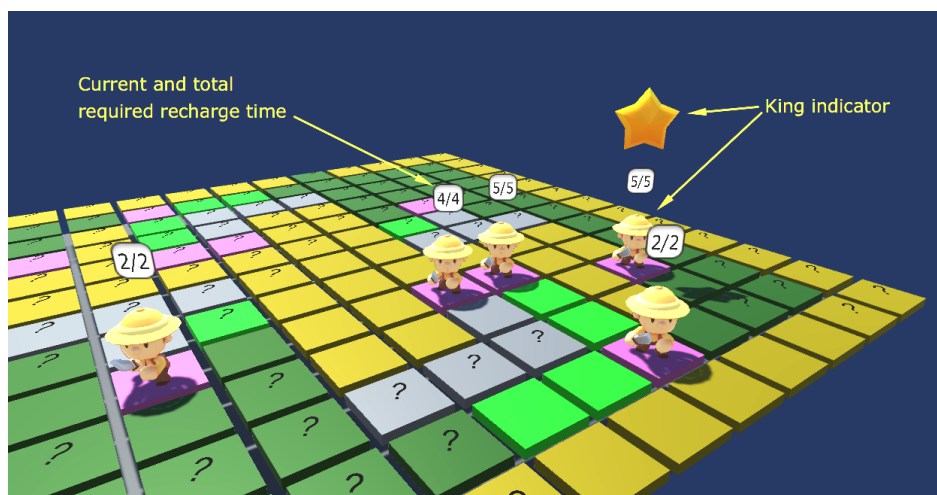 Current and total
required recharge time
King indicator
5/5
5/5
4/4
2/2
2/2
? ? ? ? ? ? ? ? ? ?